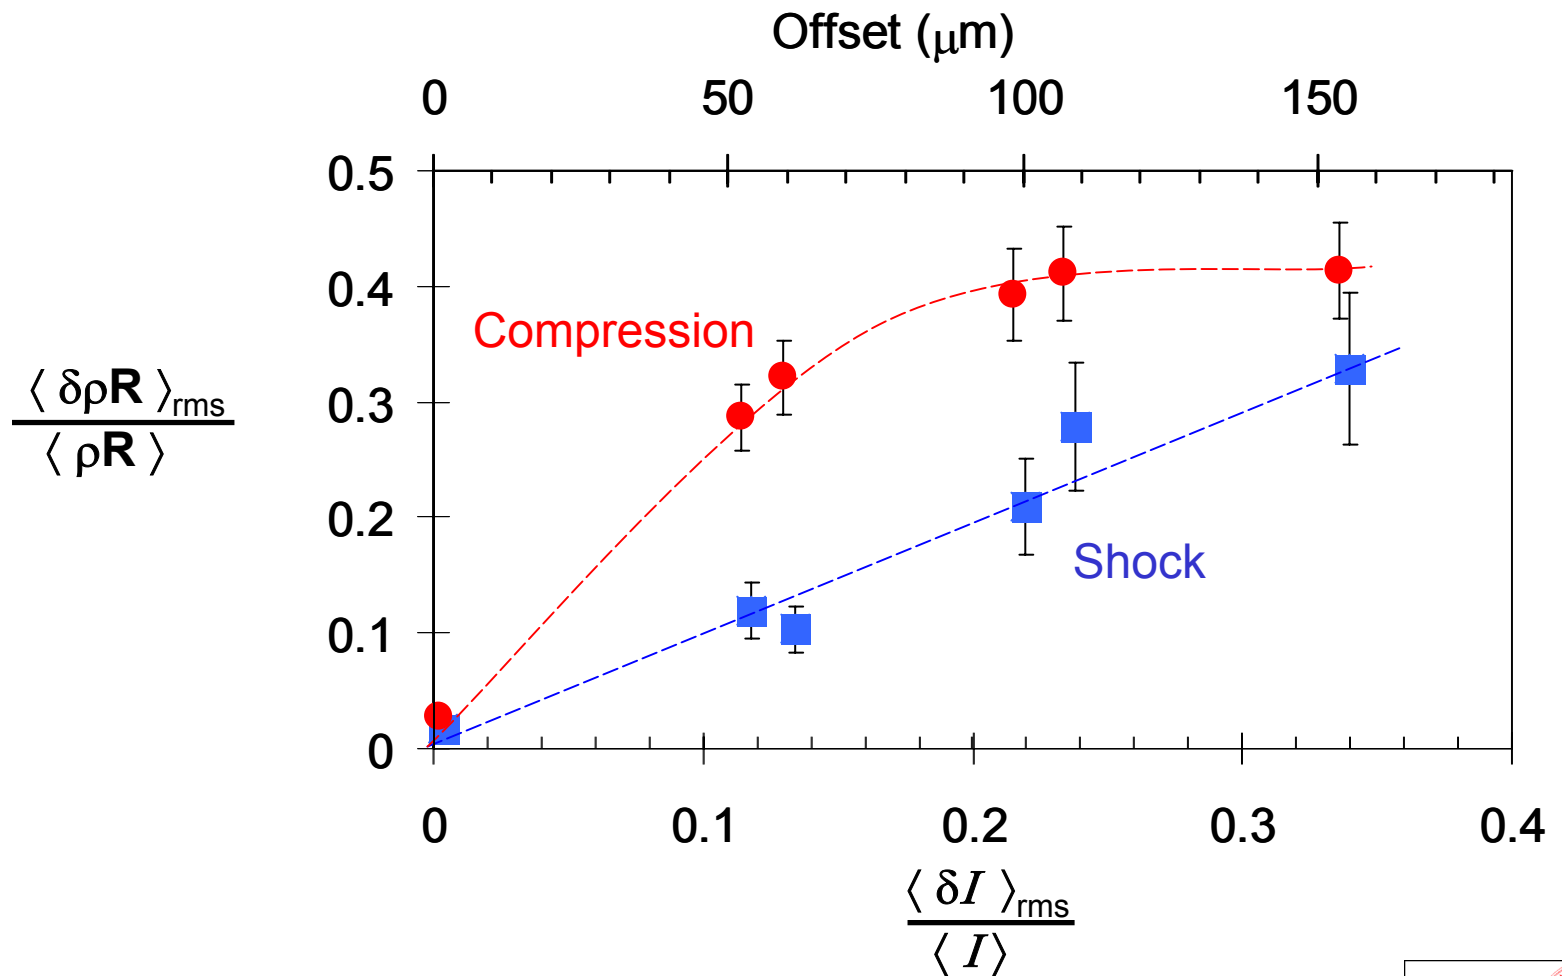 Offset (μm)
0 50 100 150
0.5
0.4
0.3
0.2
0.1
0
Compression
Shock
⟨ δρR ⟩rms
⟨ ρR ⟩
0 0.1 0.2 0.3 0.4
⟨ δI ⟩rms
⟨ I ⟩